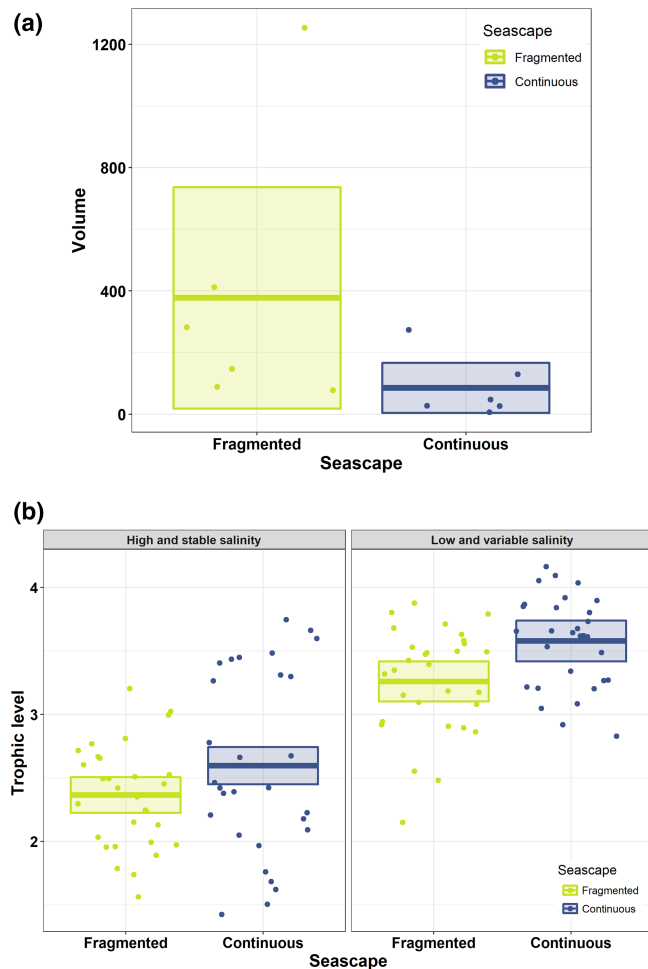 (a)
Seascape
Fragmented
Continuous
1200
800
400
0
Volume
Fragmented Continuous
Seascape
(b)
High and stable salinity Low and variable salinity
4
3
2
Trophic level
Seascape
Fragmented
Continuous
Fragmented Continuous Fragmented Continuous
Seascape